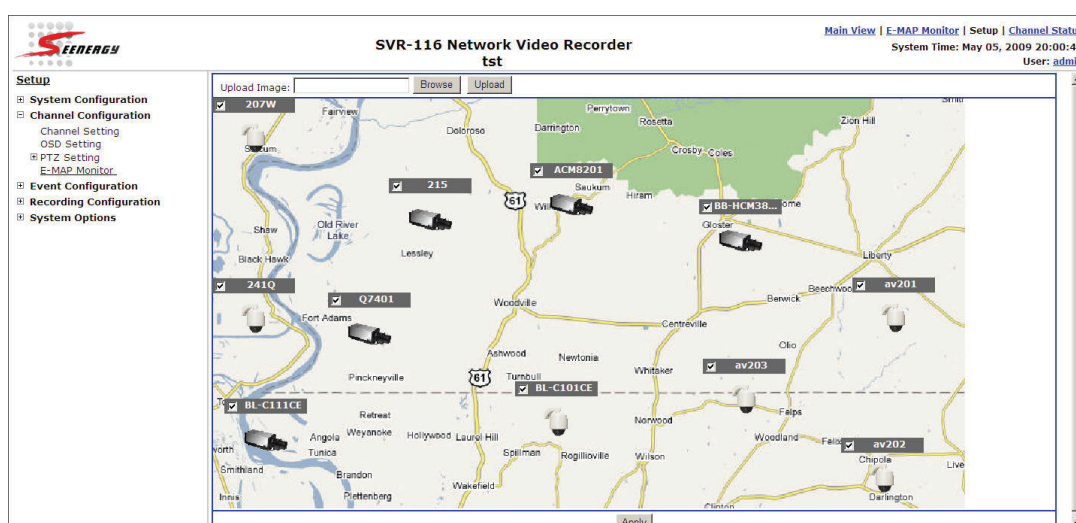 SEENERGY
SVR-116 Network Video Recorder
tst
Main View | E-MAP Monitor | Setup | Channel Statu
System Time: May 05, 2009 20:00:4
User: admi
Setup
System Configuration
Channel Configuration
Channel Setting
OSD Setting
PTZ Setting
E-MAP Monitor
Event Configuration
Recording Configuration
System Options
Upload Image:
Browse
Upload
207W
Fairview
Perrytown
Smith
Doloroso
Darrington
Rosetta
Zion Hill
Crosby
Coles
ACM8201
215
Saukum
Hiram
61
Will
BB-HCM38...
ome
Gloster
Shaw
Old River
Lake
Black Hawk
Lessley
Liberty
241Q
Q7401
Woodville
Berwick
Beechwoo
av201
Fort Adams
Centreville
Olio
Ashwood
Newtonia
Whitaker
av203
Pinckneyville
61
Turnbull
BL-C101CE
BL-C111CE
Retreat
Norwood
Felps
Angola
Weyanoke
Hollywood
Laurel Hill
Woodland
av202
worth
Tunica
Spillman
Rogillioville
Wilson
Chipola
Smithland
Brandon
Live
Wakefield
Innis
Plettenberg
Clinton
Darlington
Apply